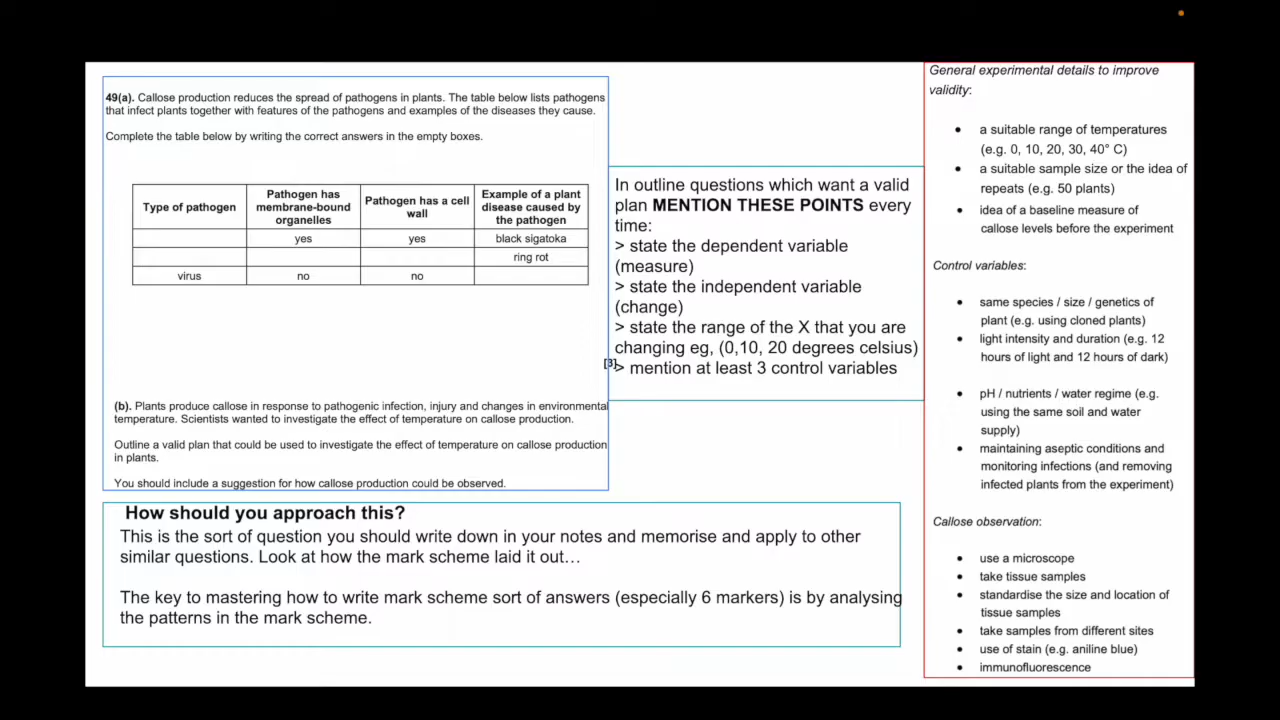 49(a). Callose production reduces the spread of pathogens in plants. The table below lists pathogens
that infect plants together with features of the pathogens and examples of the diseases they cause.
Complete the table below by writing the correct answers in the empty boxes.
Type of pathogen
Pathogen has
membrane-bound
organelles
Pathogen has a cell
wall
Example of a plant
disease caused by
the pathogen
yes
yes
black sigatoka
ring rot
virus
no
no
[3]
(b). Plants produce callose in response to pathogenic infection, injury and changes in environmental
temperature. Scientists wanted to investigate the effect of temperature on callose production.
Outline a valid plan that could be used to investigate the effect of temperature on callose production
in plants.
You should include a suggestion for how callose production could be observed.
In outline questions which want a valid
plan MENTION THESE POINTS every
time:
> state the dependent variable
(measure)
> state the independent variable
(change)
> state the range of the X that you are
changing eg, (0,10, 20 degrees celsius)
> mention at least 3 control variables
How should you approach this?
This is the sort of question you should write down in your notes and memorise and apply to other
similar questions. Look at how the mark scheme laid it out…
The key to mastering how to write mark scheme sort of answers (especially 6 markers) is by analysing
the patterns in the mark scheme.
General experimental details to improve
validity:
• a suitable range of temperatures
(e.g. 0, 10, 20, 30, 40° C)
• a suitable sample size or the idea of
repeats (e.g. 50 plants)
• idea of a baseline measure of
callose levels before the experiment
Control variables:
• same species / size / genetics of
plant (e.g. using cloned plants)
• light intensity and duration (e.g. 12
hours of light and 12 hours of dark)
• pH / nutrients / water regime (e.g.
using the same soil and water
supply)
• maintaining aseptic conditions and
monitoring infections (and removing
infected plants from the experiment)
Callose observation:
• use a microscope
• take tissue samples
• standardise the size and location of
tissue samples
• take samples from different sites
• use of stain (e.g. aniline blue)
• immunofluorescence